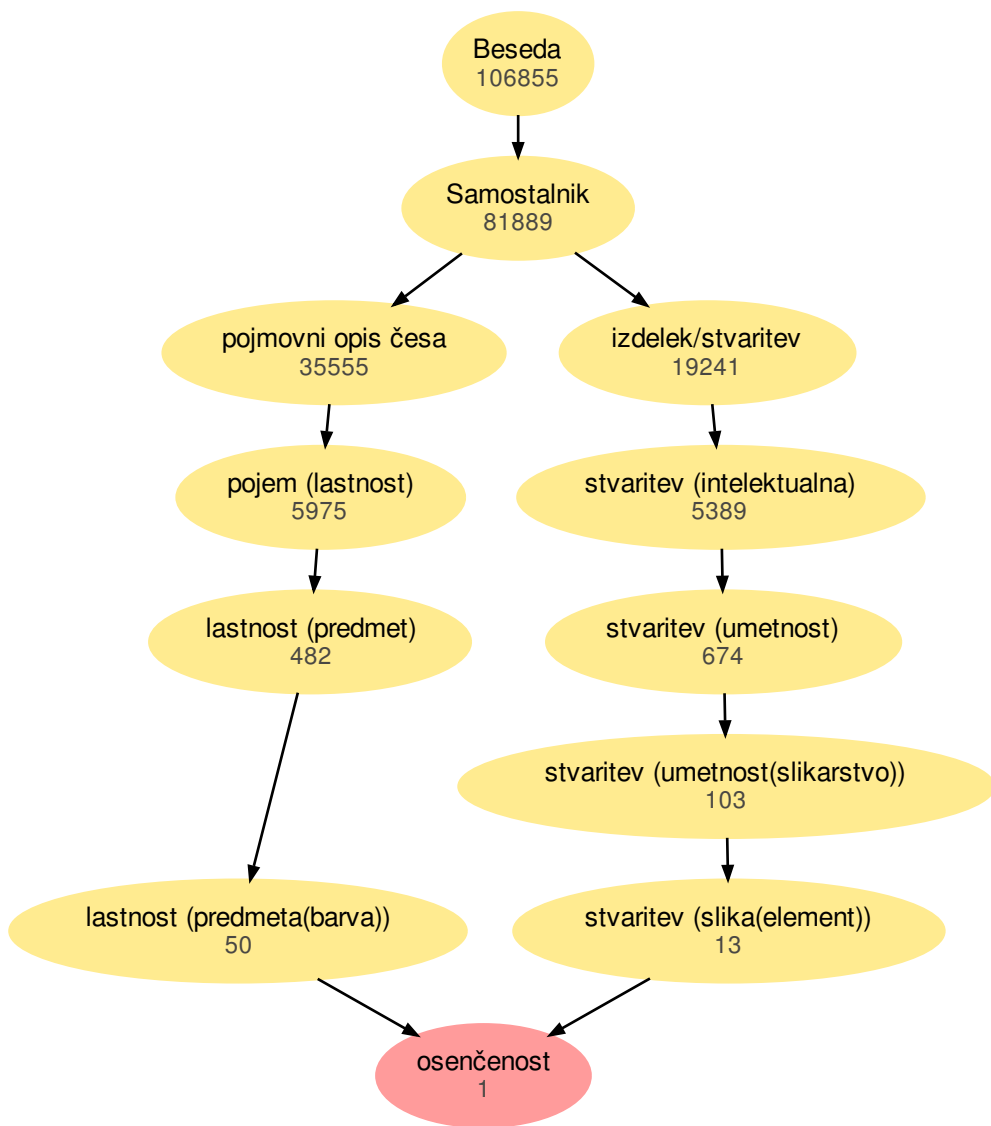 Beseda
106855
Samostalnik
81889
pojmovni opis česa
35555
izdelek/stvaritev
19241
pojem (lastnost)
5975
stvaritev (intelektualna)
5389
lastnost (predmet)
482
stvaritev (umetnost)
674
stvaritev (umetnost(slikarstvo))
103
lastnost (predmeta(barva))
50
stvaritev (slika(element))
13
osenčenost
1